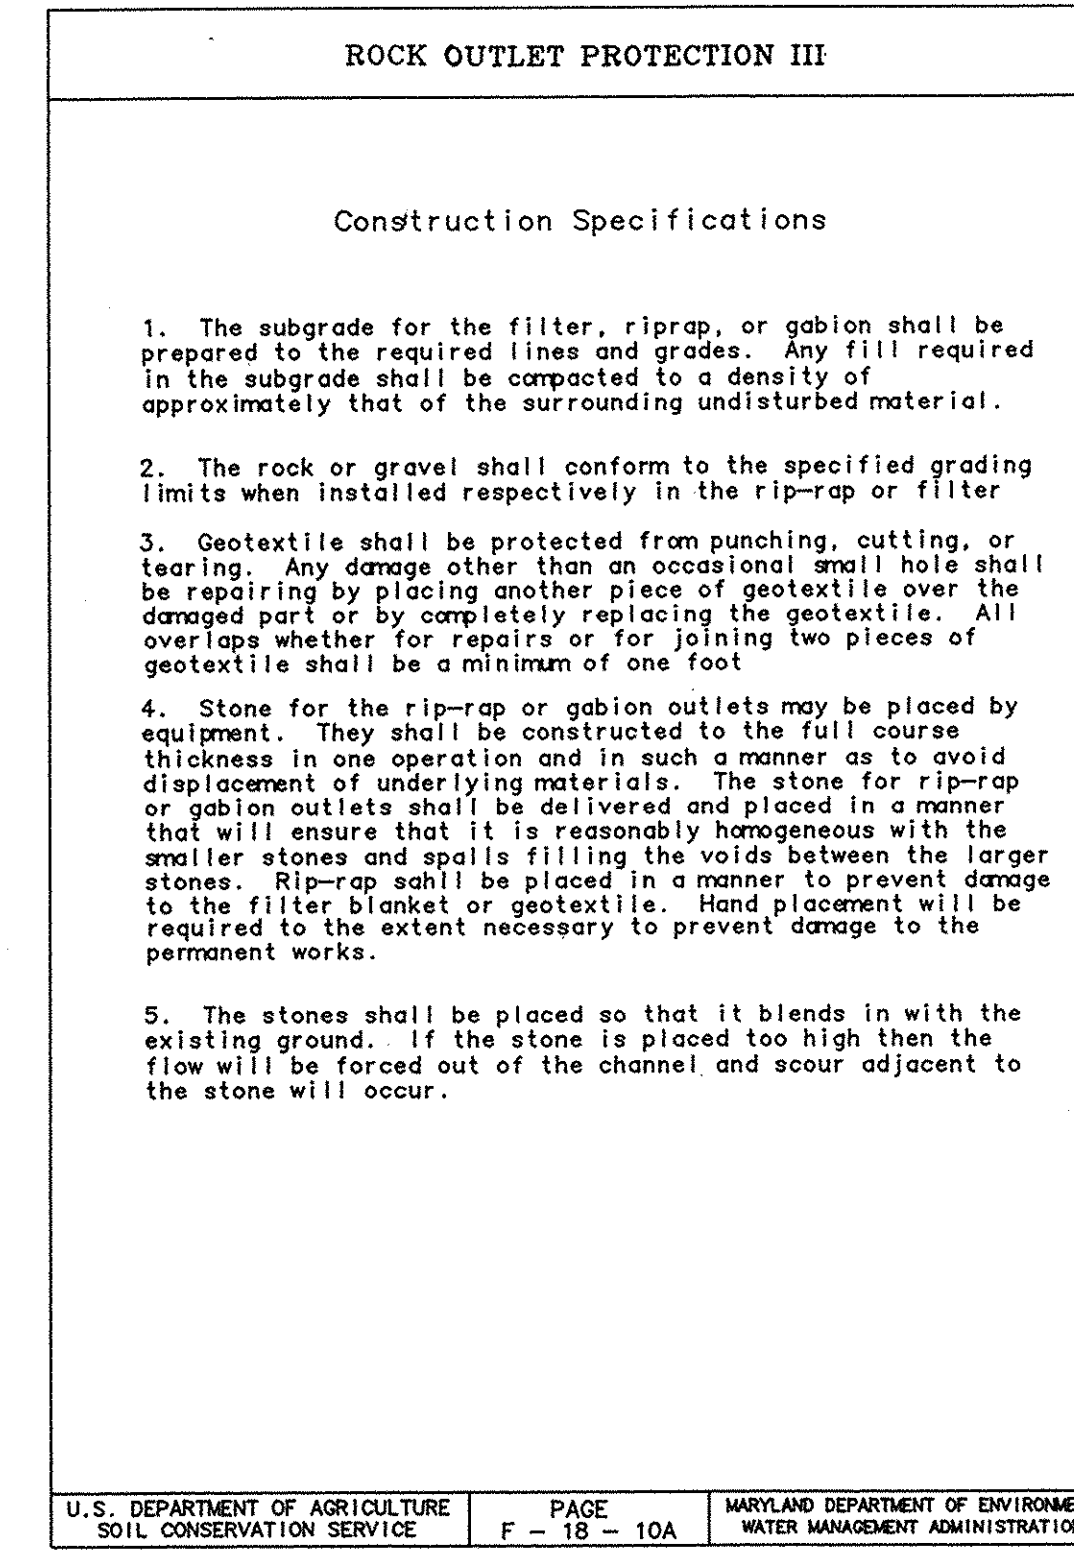 ROCK OUTLET PROTECTION III
Construction Specifications
1. The subgrade for the filter, riprap, or gabion shall be
prepared to the required lines and grades. Any fill required
in the subgrade shall be compacted to a density of
approximately that of the surrounding undisturbed material.
2. The rock or gravel shall conform to the specified grading
limits when installed respectively in the rip-rap or filter
3. Geotextile shall be protected from punching, cutting, or
tearing. Any damage other than an occasional small hole shall
be repairing by placing another piece of geotextile over the
damaged part or by completely replacing the geotextile. All
overlaps whether for repairs or for joining two pieces of
geotextile shall be a minimum of one foot
4. Stone for the rip-rap or gabion outlets may be placed by
equipment. They shall be constructed to the full course
thickness in one operation and in such a manner as to avoid
displacement of underlying materials. The stone for rip-rap
or gabion outlets shall be delivered and placed in a manner
that will ensure that it is reasonably homogeneous with the
smaller stones and spalls filling the voids between the larger
stones. Rip-rap sahll be placed in a manner to prevent damage
to the filter blanket or geotextile. Hand placement will be
required to the extent necessary to prevent damage to the
permanent works.
5. The stones shall be placed so that it blends in with the
existing ground. If the stone is placed too high then the
flow will be forced out of the channel and scour adjacent to
the stone will occur.
U.S. DEPARTMENT OF AGRICULTURE
SOIL CONSERVATION SERVICE
PAGE
F - 18 - 10A
MARYLAND DEPARTMENT OF ENVIRONME
WATER MANAGEMENT ADMINISTRATIO